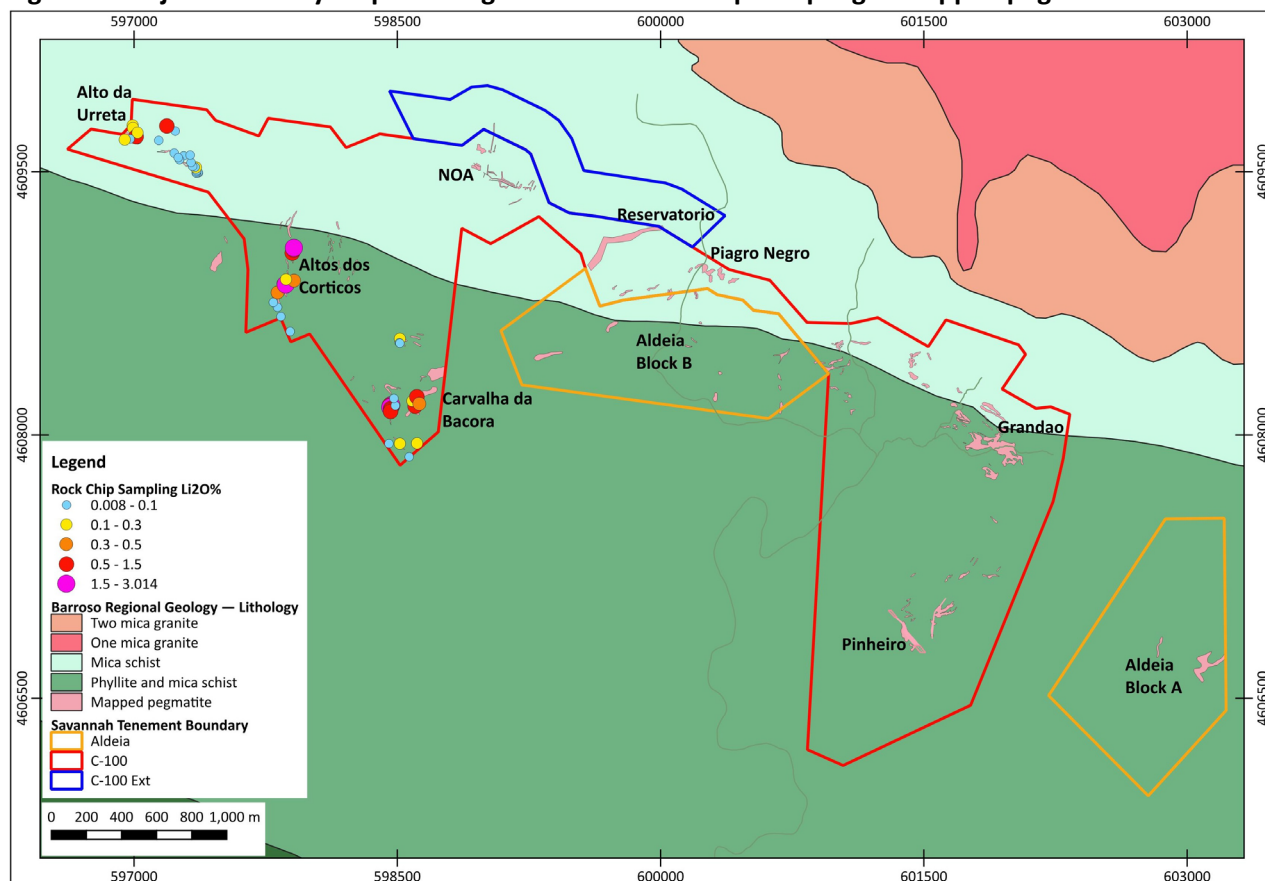 597000 598500 600000 601500 603000
Alto da
Urreta
4609500 4609500
NOA
Reservatorio
Piagro Negro
Altos dos
Corticos
Aldeia
Block B
Carvalha da
Bacora
Grandao
4608000 4608000
Pinheiro
Aldeia
Block A
4606500 4606500
Legend
Rock Chip Sampling Li2O%
0.008 - 0.1
0.1 - 0.3
0.3 - 0.5
0.5 - 1.5
1.5 - 3.014
Barroso Regional Geology — Lithology
Two mica granite
One mica granite
Mica schist
Phyllite and mica schist
Mapped pegmatite
Savannah Tenement Boundary
Aldeia
C-100
C-100 Ext
0 200 400 600 800 1,000 m
597000 598500 600000 601500 603000